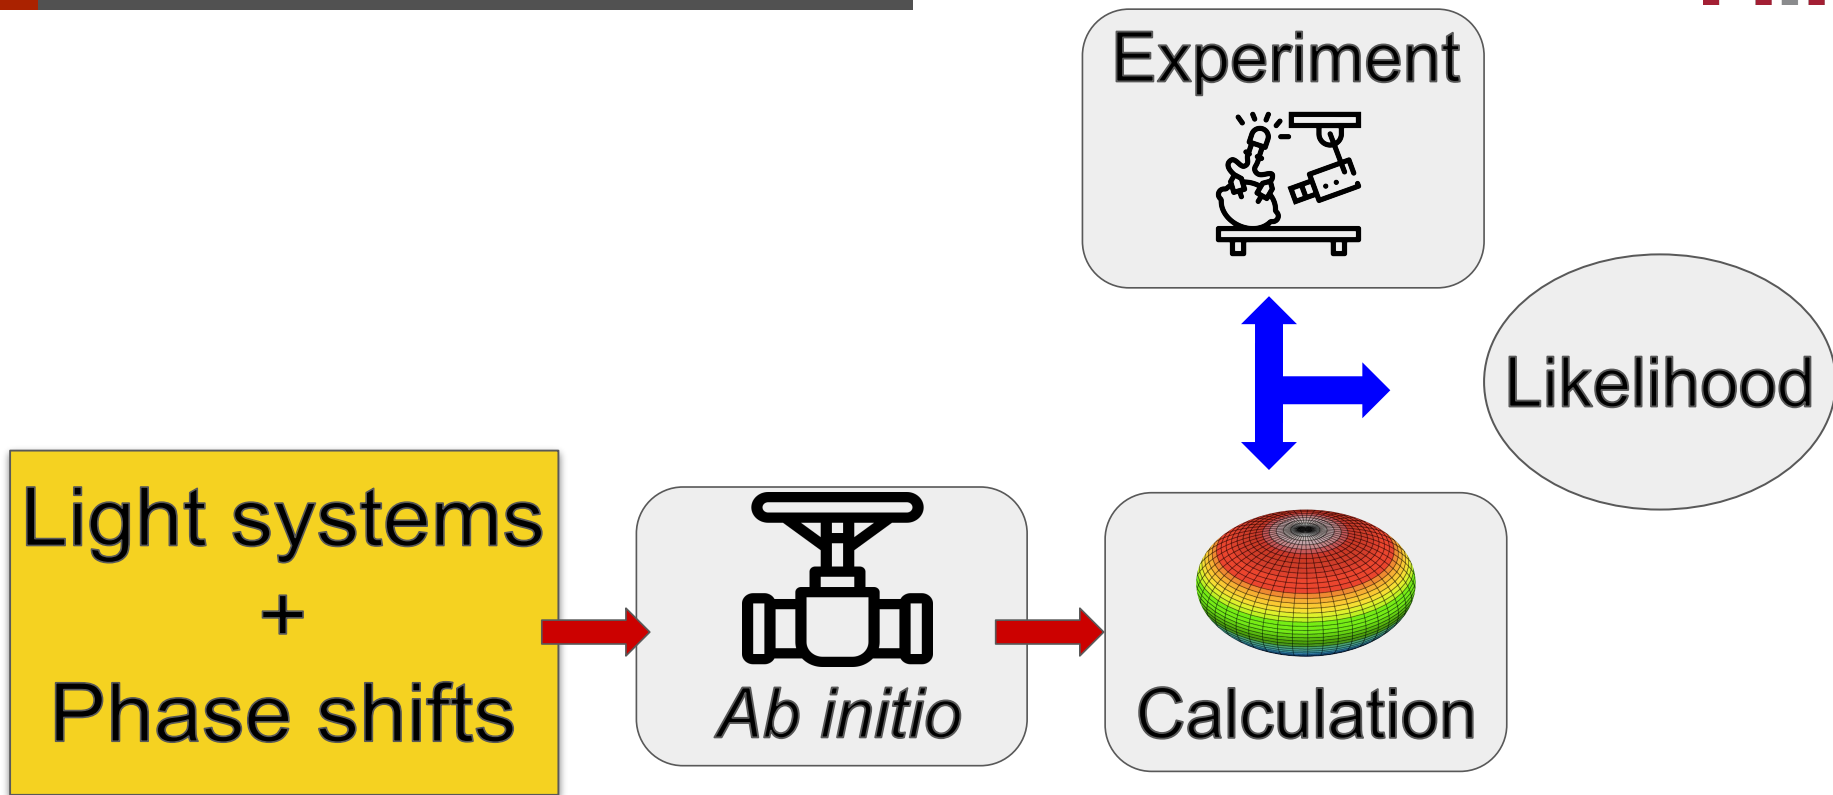 Experiment
Likelihood
Light systems
+
Phase shifts
Ab initio
Calculation